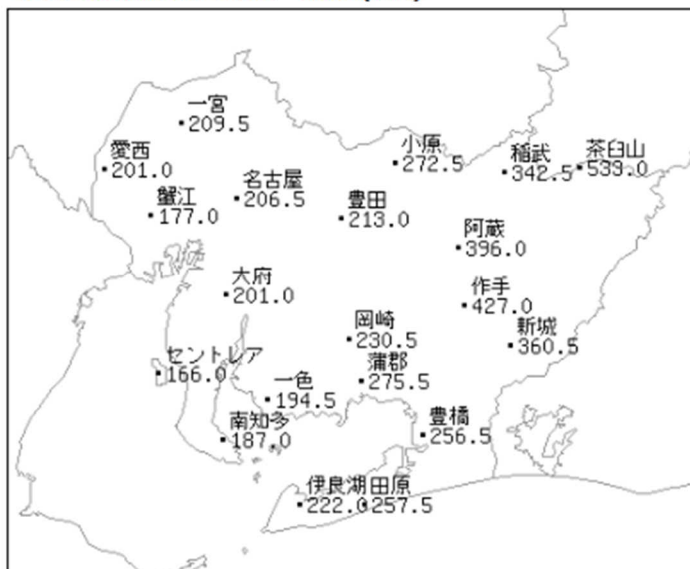 一宮
209.5
愛西
201.0
蟹江
177.0
名古屋
206.5
小原
272.5
稲武
342.5
茶臼山
533.0
豊田
213.0
阿蔵
396.0
大府
201.0
作手
427.0
岡崎
230.5
新城
360.5
セントレア
166.0
蒲郡
275.5
一色
194.5
南知多
187.0
豊橋
256.5
伊良湖
222.0
田原
257.5